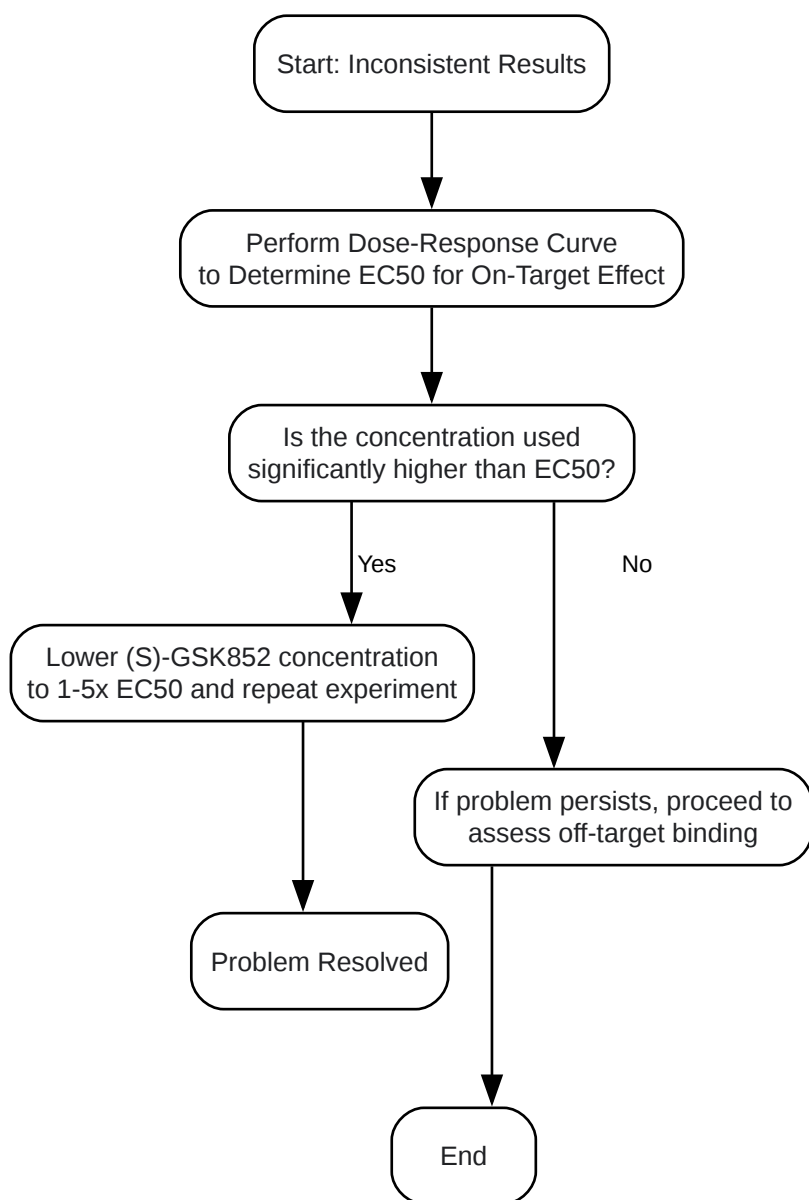 Start: Inconsistent Results
Perform Dose-Response Curve
to Determine EC50 for On-Target Effect
Is the concentration used
significantly higher than EC50?
Yes
No
Lower (S)-GSK852 concentration
to 1-5x EC50 and repeat experiment
If problem persists, proceed to
assess off-target binding
Problem Resolved
End